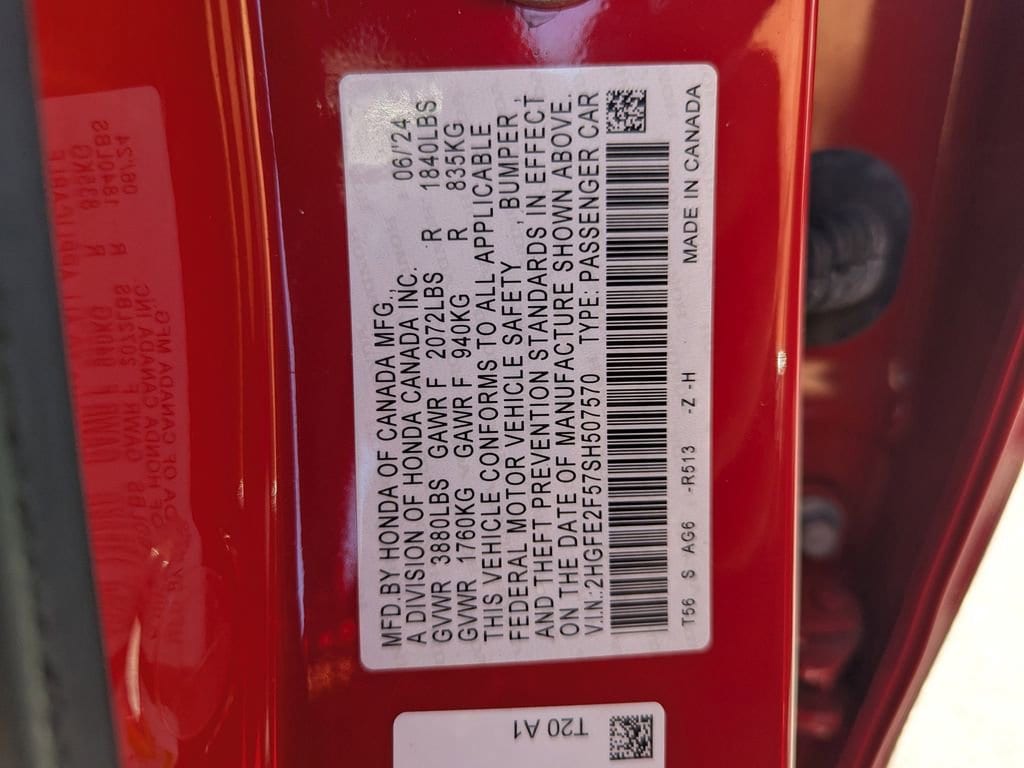 MFD.BY HONDA OF CANADA MFG., 06/'24
A DIVISION OF HONDA CANADA INC.
GVWR 3880LBS GAWR F 2072LBS R 1840LBS
GVWR 1760KG GAWR F 940KG R 835KG
THIS VEHICLE CONFORMS TO ALL APPLICABLE
FEDERAL MOTOR VEHICLE SAFETY , BUMPER ,
AND THEFT PREVENTION STANDARDS IN EFFECT
ON THE DATE OF MANUFACTURE SHOWN ABOVE.
V.I.N.:2HGFE2F57SH507570 TYPE: PASSENGER CAR
T56 S AG6 -R513 -Z -H MADE IN CANADA
T20 A1